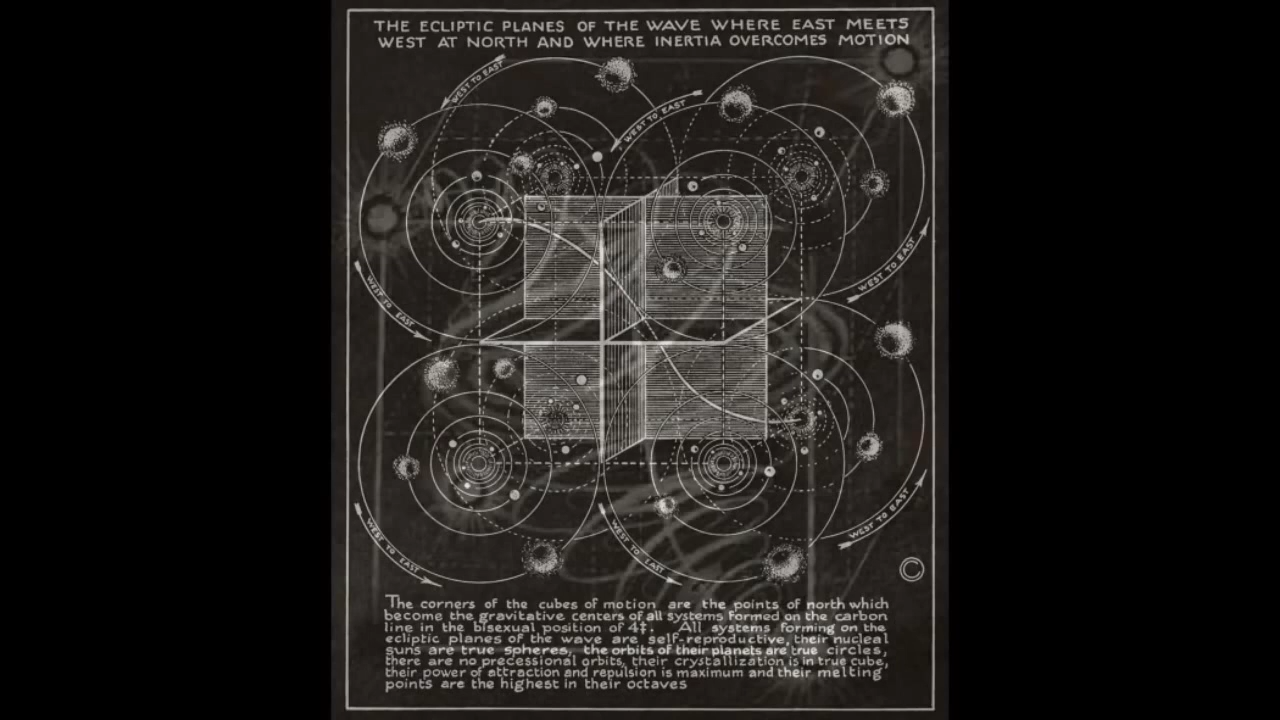 THE ECLIPTIC PLANES OF THE WAVE WHERE EAST MEETS
WEST AT NORTH AND WHERE INERTIA OVERCOMES MOTION
WEST TO EAST
WEST TO EAST
WEST TO EAST
WEST TO EAST
WEST TO EAST
WEST TO EAST
WEST TO EAST
©
The corners of the cubes of motion are the points of north which
become the gravitative centers of all systems formed on the carbon
line in the bisexual position of 4‡. All systems forming on the
ecliptic planes of the wave are self-reproductive, their nuclear
suns are true spheres, the orbits of their planets are true circles,
there are no precessional orbits, their crystallization is in true cube,
their power of attraction and repulsion is maximum and their melting
points are the highest in their octaves